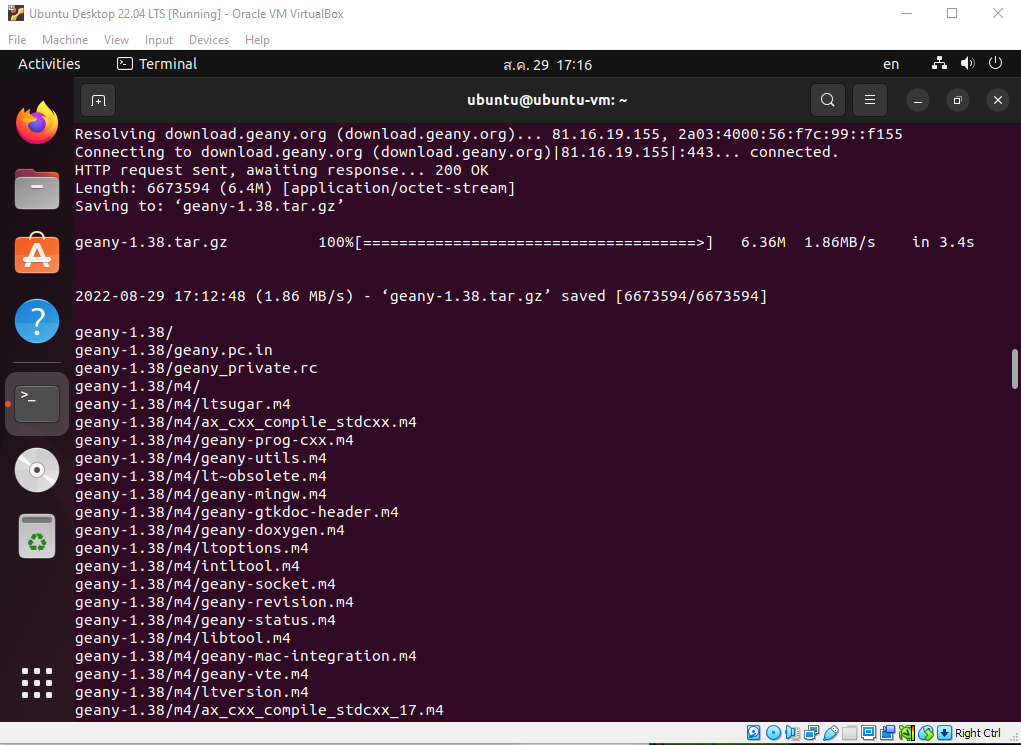 Ubuntu Desktop 22.04 LTS [Running] - Oracle VM VirtualBox
File Machine View Input Devices Help
Activities Terminal ส.ค. 29 17:16 en
ubuntu@ubuntu-vm: ~
Resolving download.geany.org (download.geany.org)... 81.16.19.155, 2a03:4000:56:f7c:99::f155
Connecting to download.geany.org (download.geany.org)|81.16.19.155|:443... connected.
HTTP request sent, awaiting response... 200 OK
Length: 6673594 (6.4M) [application/octet-stream]
Saving to: ‘geany-1.38.tar.gz’
geany-1.38.tar.gz 100%[=====================================>] 6.36M 1.86MB/s in 3.4s
2022-08-29 17:12:48 (1.86 MB/s) - ‘geany-1.38.tar.gz’ saved [6673594/6673594]
geany-1.38/
geany-1.38/geany.pc.in
geany-1.38/geany_private.rc
geany-1.38/m4/
geany-1.38/m4/ltsugar.m4
geany-1.38/m4/ax_cxx_compile_stdcxx.m4
geany-1.38/m4/geany-prog-cxx.m4
geany-1.38/m4/geany-utils.m4
geany-1.38/m4/lt~obsolete.m4
geany-1.38/m4/geany-mingw.m4
geany-1.38/m4/geany-gtkdoc-header.m4
geany-1.38/m4/geany-doxygen.m4
geany-1.38/m4/ltoptions.m4
geany-1.38/m4/intltool.m4
geany-1.38/m4/geany-socket.m4
geany-1.38/m4/geany-revision.m4
geany-1.38/m4/geany-status.m4
geany-1.38/m4/libtool.m4
geany-1.38/m4/geany-mac-integration.m4
geany-1.38/m4/geany-vte.m4
geany-1.38/m4/ltversion.m4
geany-1.38/m4/ax_cxx_compile_stdcxx_17.m4
Right Ctrl